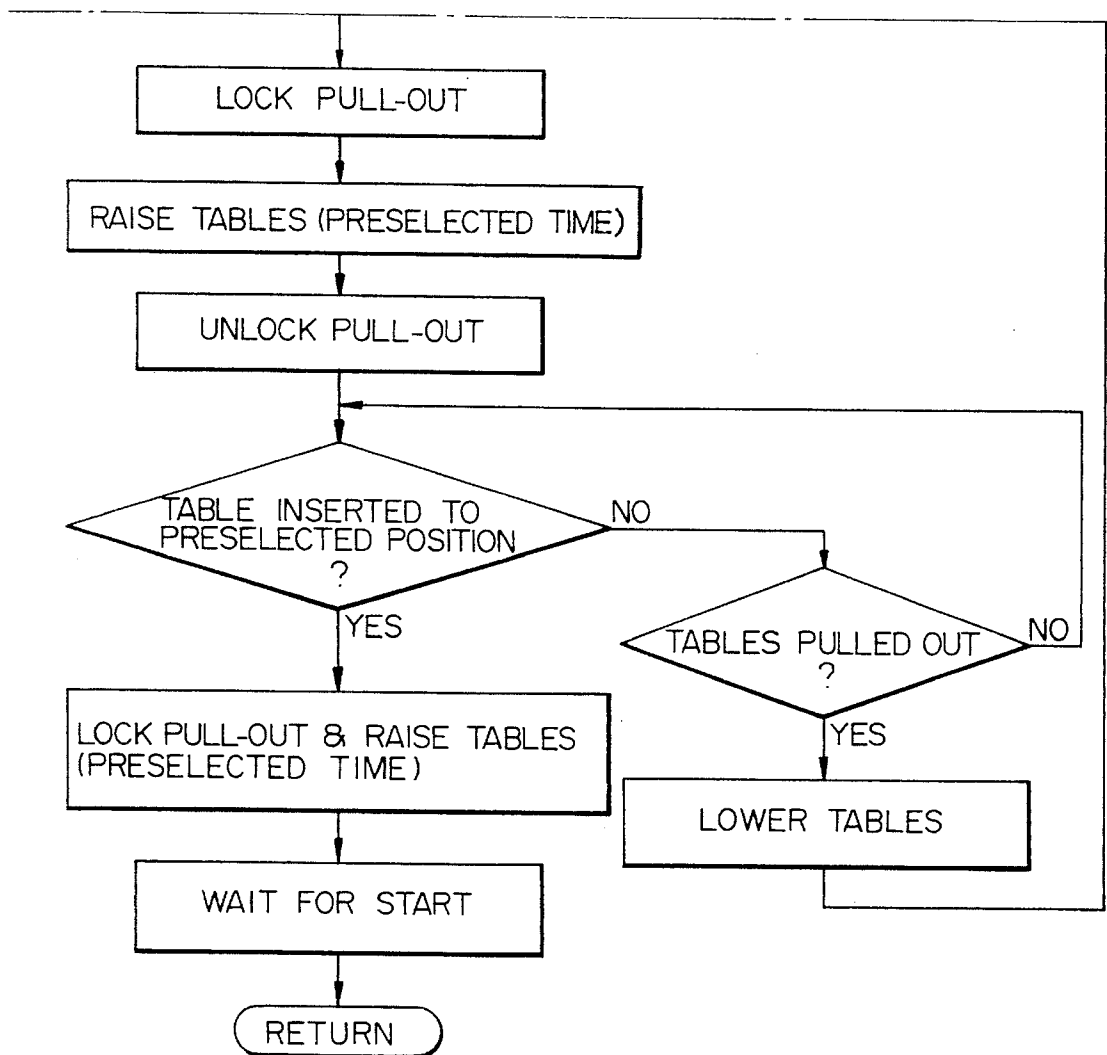 LOCK PULL-OUT
RAISE TABLES (PRESELECTED TIME)
UNLOCK PULL-OUT
TABLE INSERTED TO
PRESELECTED POSITION
?
NO
YES
TABLES PULLED OUT
?
NO
YES
LOCK PULL-OUT & RAISE TABLES
(PRESELECTED TIME)
LOWER TABLES
WAIT FOR START
RETURN